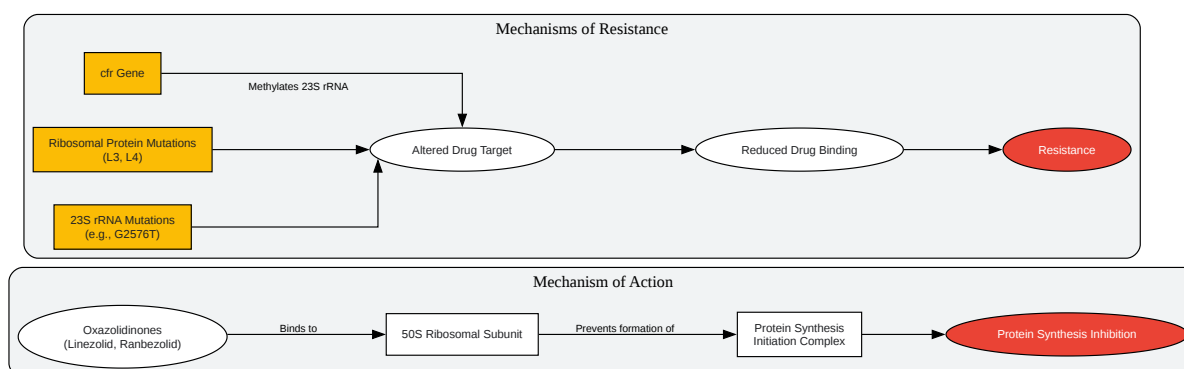 Mechanisms of Resistance
cfr Gene
Methylates 23S rRNA
Ribosomal Protein Mutations
(L3, L4)
Altered Drug Target
Reduced Drug Binding
Resistance
23S rRNA Mutations
(e.g., G2576T)
Mechanism of Action
Oxazolidinones
(Linezolid, Ranbezolid)
Binds to
50S Ribosomal Subunit
Prevents formation of
Protein Synthesis
Initiation Complex
Protein Synthesis Inhibition